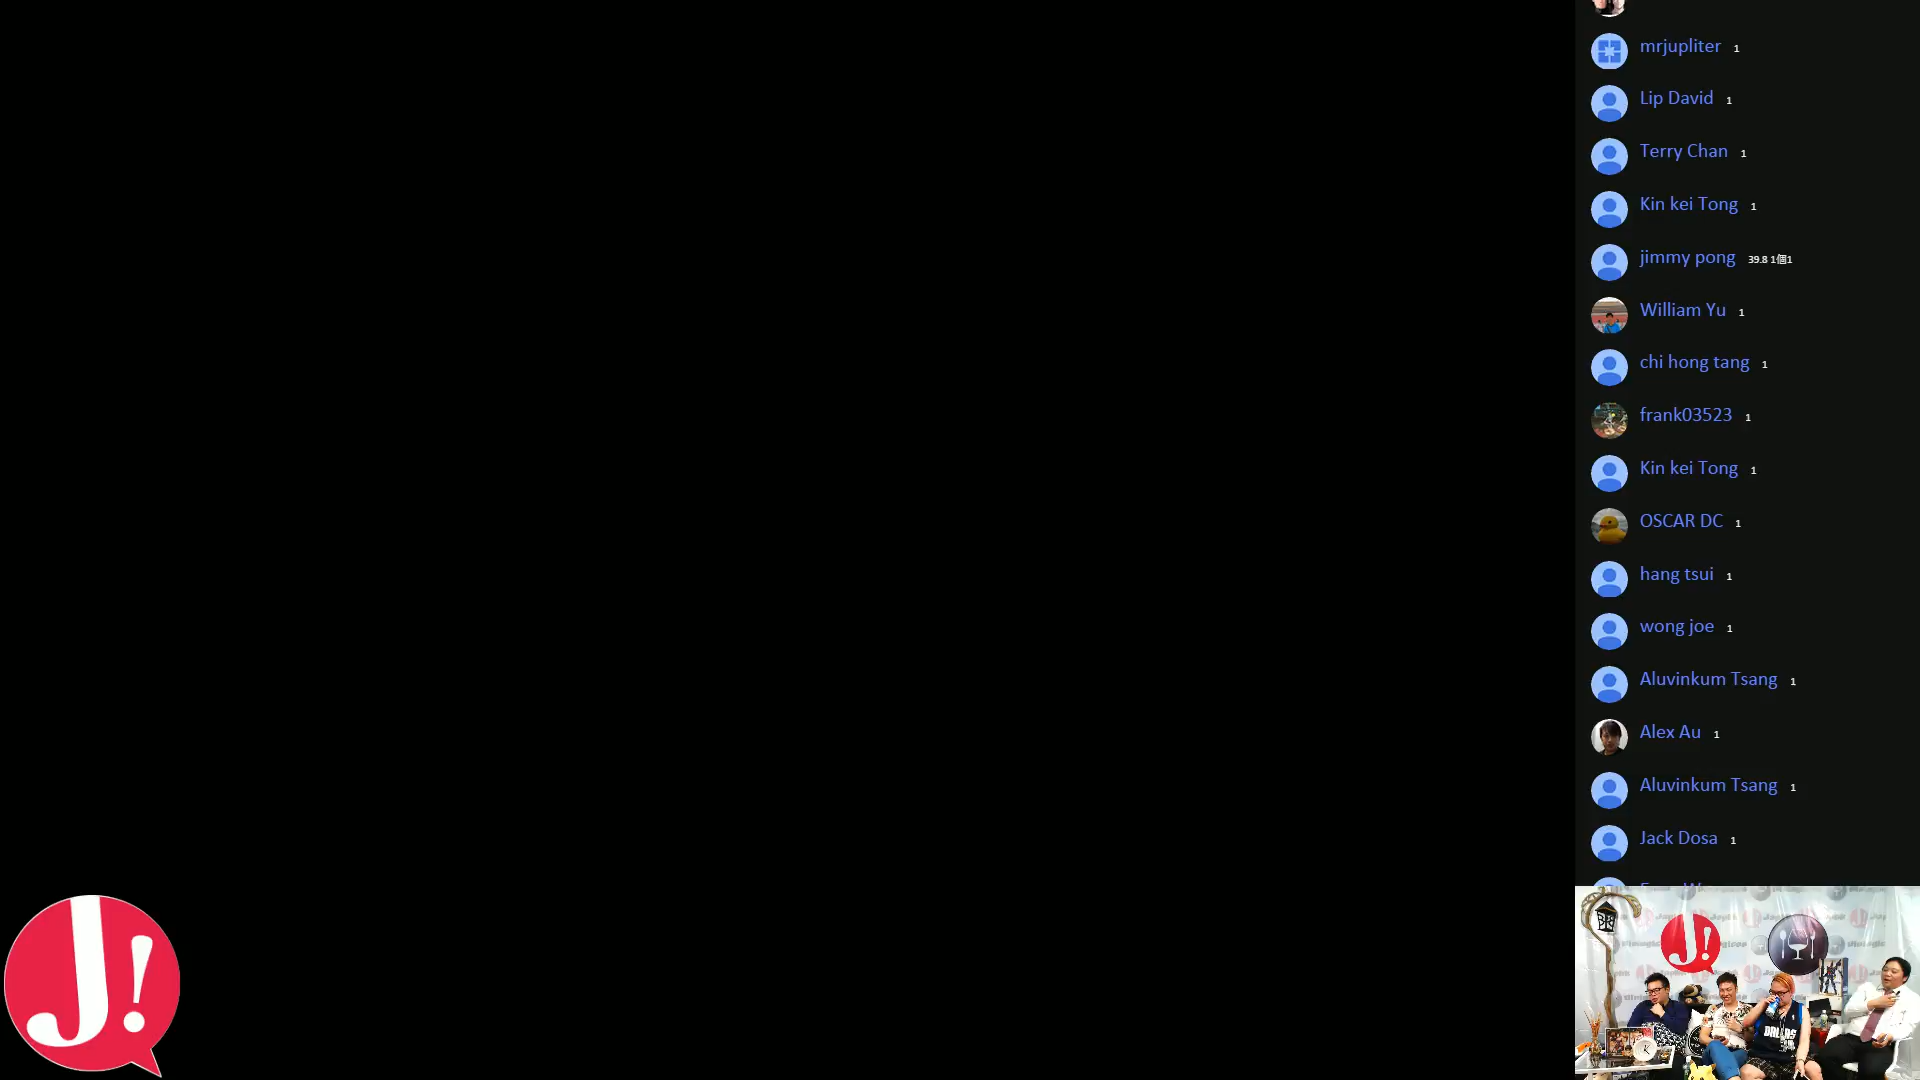 mrjupliter 1
Lip David 1
Terry Chan 1
Kin kei Tong 1
jimmy pong 39.8 1個1
William Yu 1
chi hong tang 1
frank03523 1
Kin kei Tong 1
OSCAR DC 1
hang tsui 1
wong joe 1
Aluvinkum Tsang 1
Alex Au 1
Aluvinkum Tsang 1
Jack Dosa 1
J!
J!
DALLAS